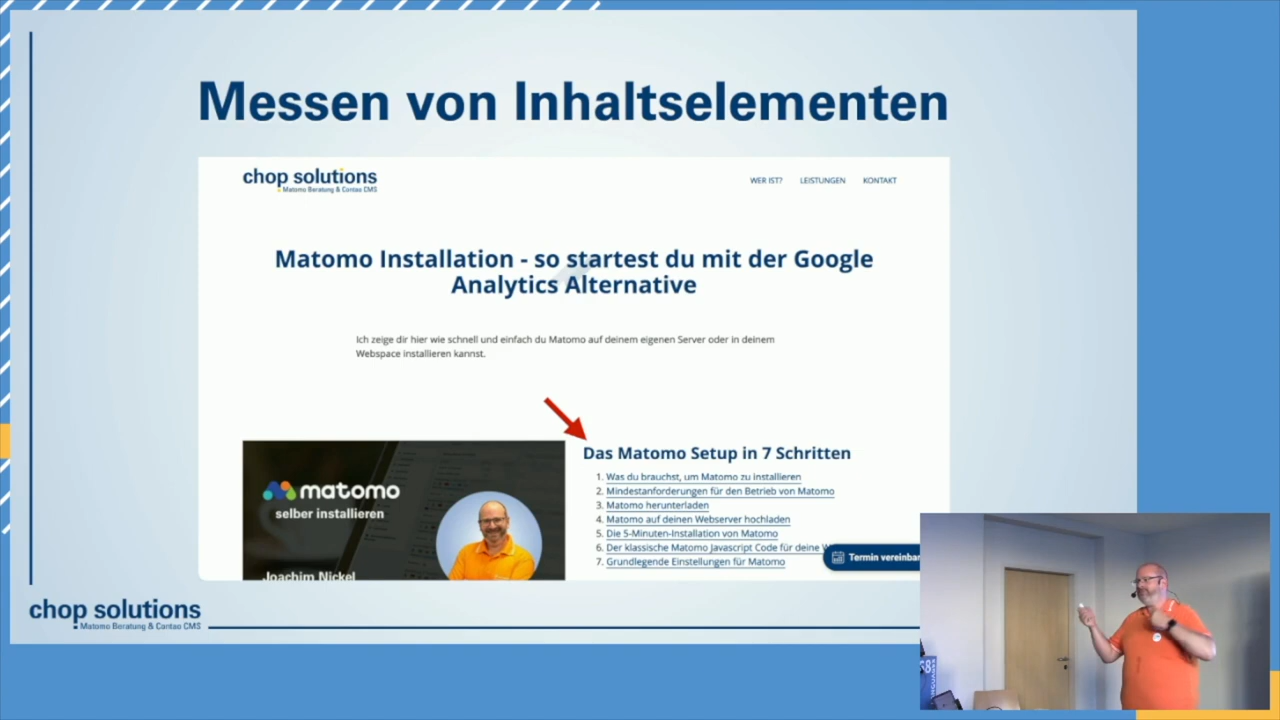 Messen von Inhaltselementen
chop solutions
Matomo Beratung & Contao CMS
WER IST? LEISTUNGEN KONTAKT
Matomo Installation - so startest du mit der Google
Analytics Alternative
Ich zeige dir hier wie schnell und einfach du Matomo auf deinem eigenen Server oder in deinem
Webspace installieren kannst.
matomo
selber installieren
Joachim Nickel
Das Matomo Setup in 7 Schritten
1. Was du brauchst, um Matomo zu installieren
2. Mindestanforderungen für den Betrieb von Matomo
3. Matomo herunterladen
4. Matomo auf deinen Webserver hochladen
5. Die 5-Minuten-Installation von Matomo
6. Der klassische Matomo Javascript Code für deine W
7. Grundlegende Einstellungen für Matomo
Termin vereinbar
chop solutions
Matomo Beratung & Contao CMS